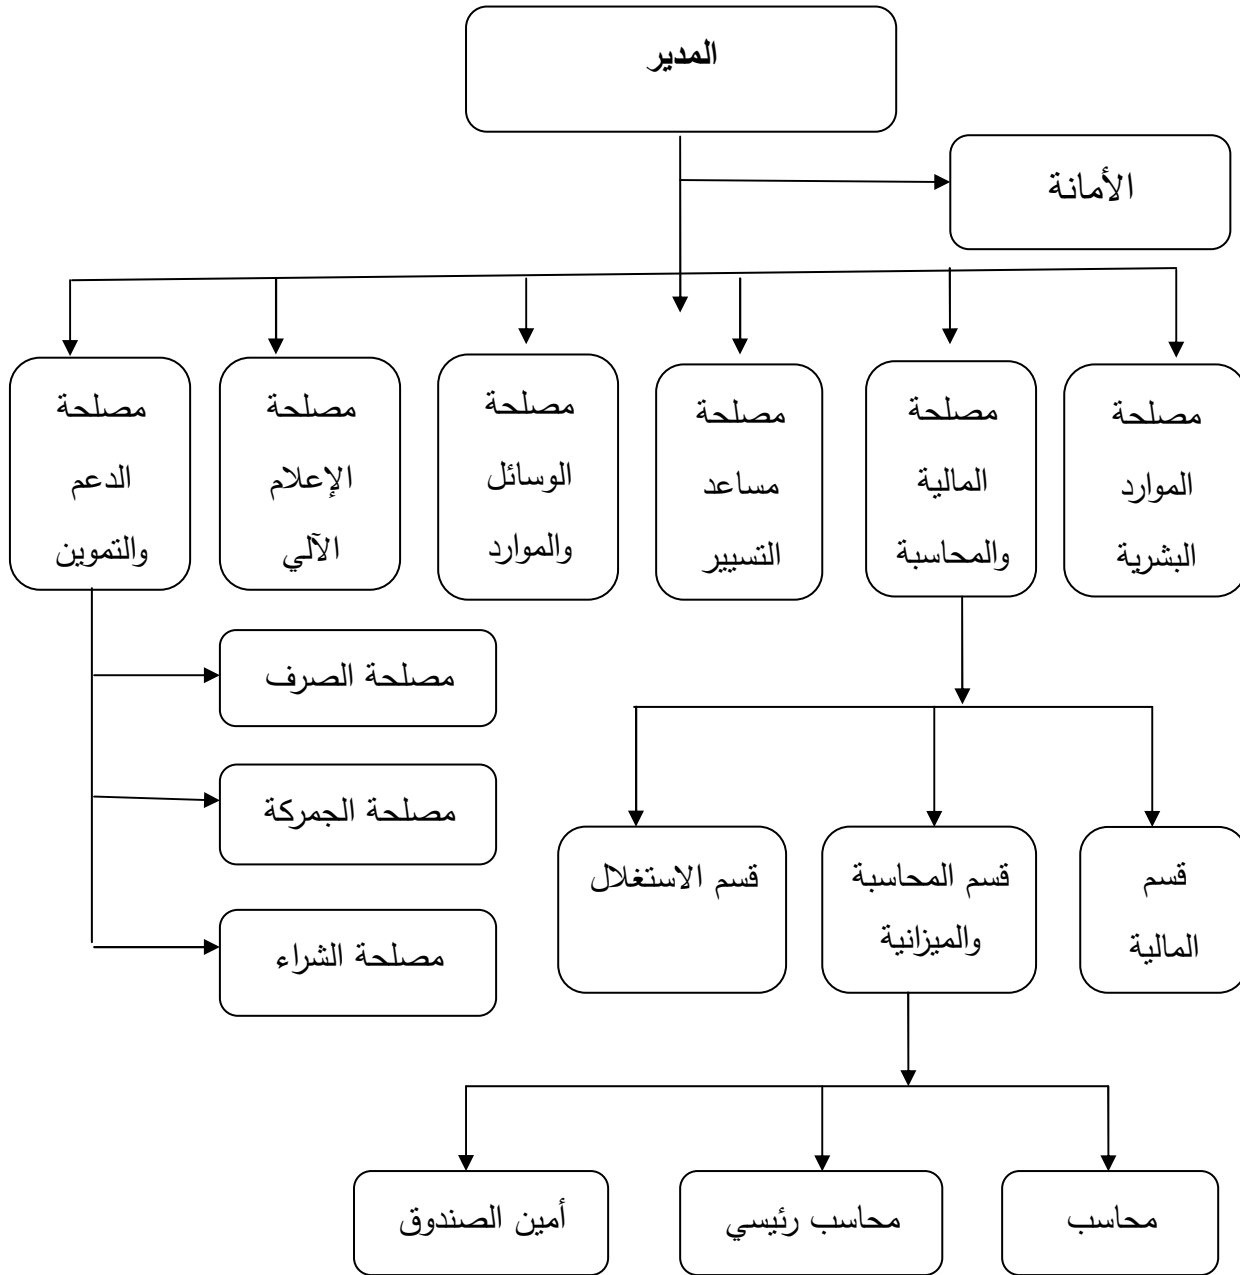 المدير
الأمانة
مصلحة
الموارد
البشرية
مصلحة
المالية
والمحاسبة
مصلحة
مساعد
التسيير
مصلحة
الوسائل
والموارد
مصلحة
الإعلام
الآلي
مصلحة
الدعم
والتموين
مصلحة الصرف
مصلحة الجمركة
مصلحة الشراء
قسم
المالية
قسم المحاسبة
والميزانية
قسم الاستغلال
محاسب
محاسب رئيسي
أمين الصندوق